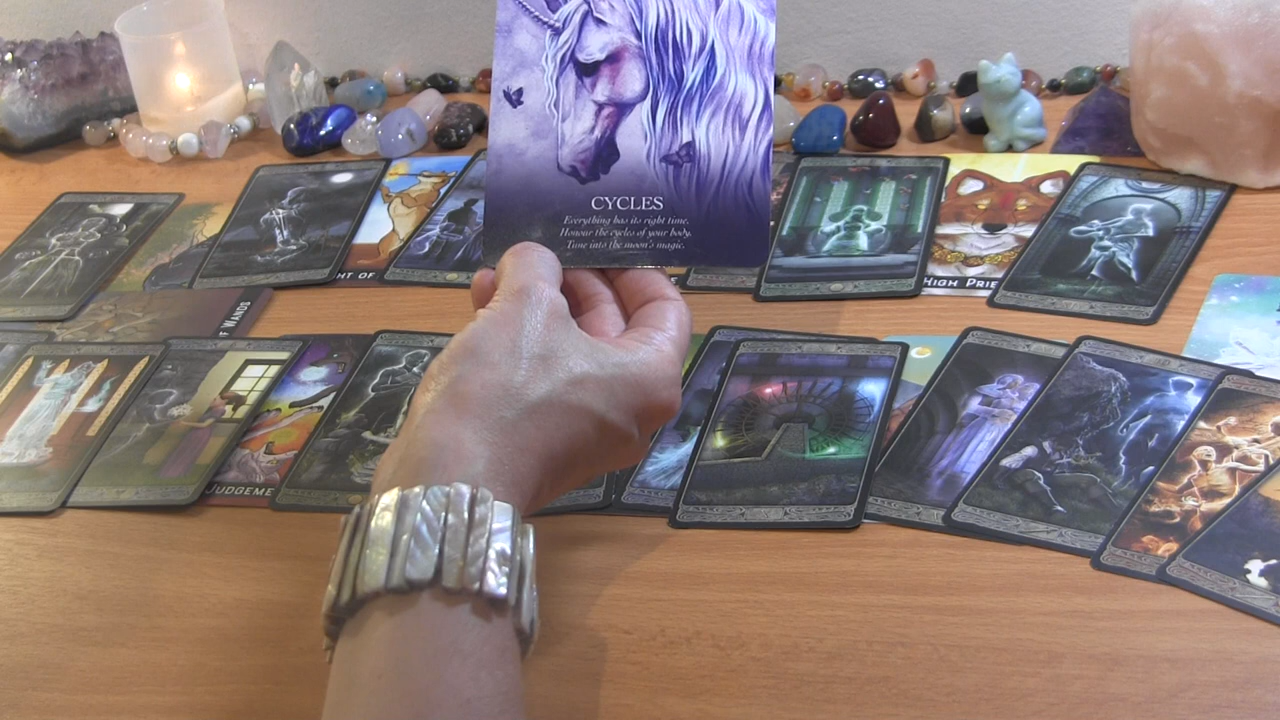 CYCLES
Everything has its right time.
Honour the cycles of your body.
Tune into the moon's magic.
HT OF
HIGH PRIE
F WANDS
JUDGEME